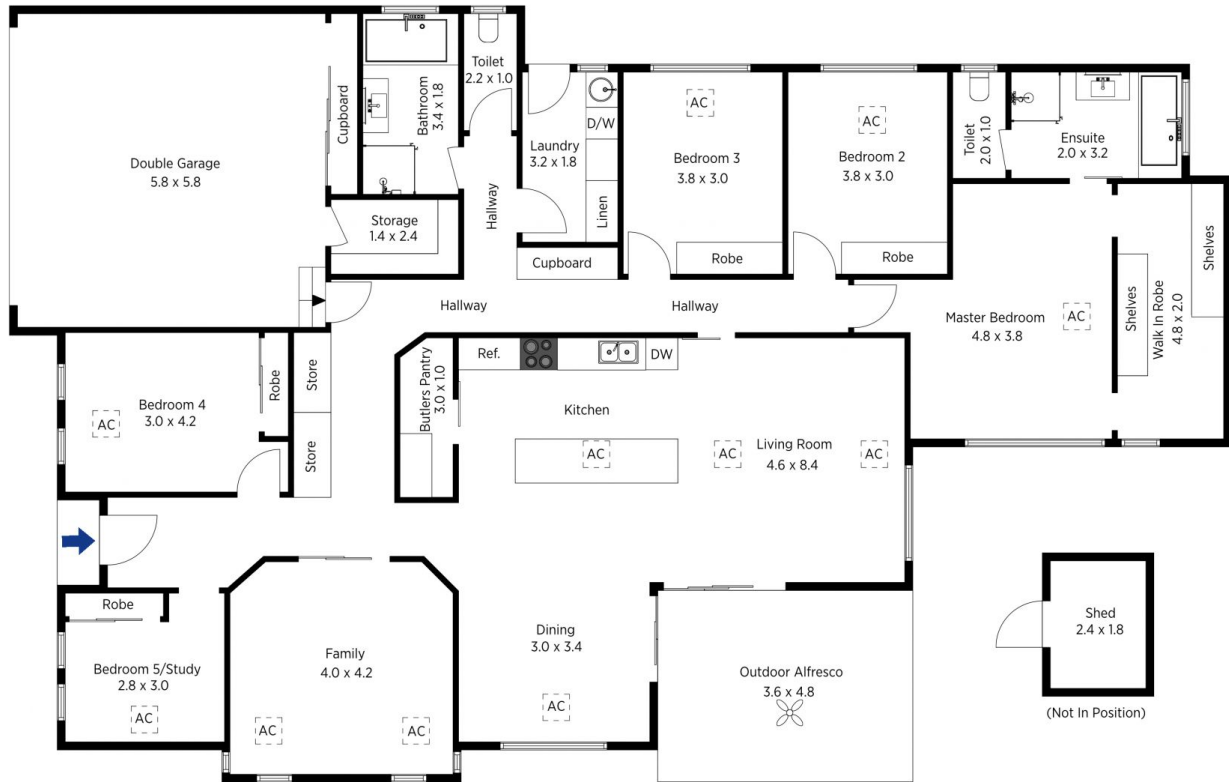 Double Garage
5.8 x 5.8
Cupboard
Bathroom
3.4 x 1.8
Toilet
2.2 x 1.0
Storage
1.4 x 2.4
Hallway
Laundry
3.2 x 1.8
D/W
Linen
Cupboard
AC
Bedroom 3
3.8 x 3.0
Robe
AC
Bedroom 2
3.8 x 3.0
Robe
Toilet
2.0 x 1.0
Ensuite
2.0 x 3.2
Hallway
Hallway
Master Bedroom
4.8 x 3.8
AC
Shelves
Walk In Robe
4.8 x 2.0
Shelves
Bedroom 4
3.0 x 4.2
AC
Robe
Store
Store
Butlers Pantry
3.0 x 1.0
Ref.
DW
Kitchen
AC
Living Room
4.6 x 8.4
AC
AC
Robe
Bedroom 5/Study
2.8 x 3.0
AC
Family
4.0 x 4.2
AC
AC
Dining
3.0 x 3.4
AC
Outdoor Alfresco
3.6 x 4.8
Shed
2.4 x 1.8
(Not In Position)